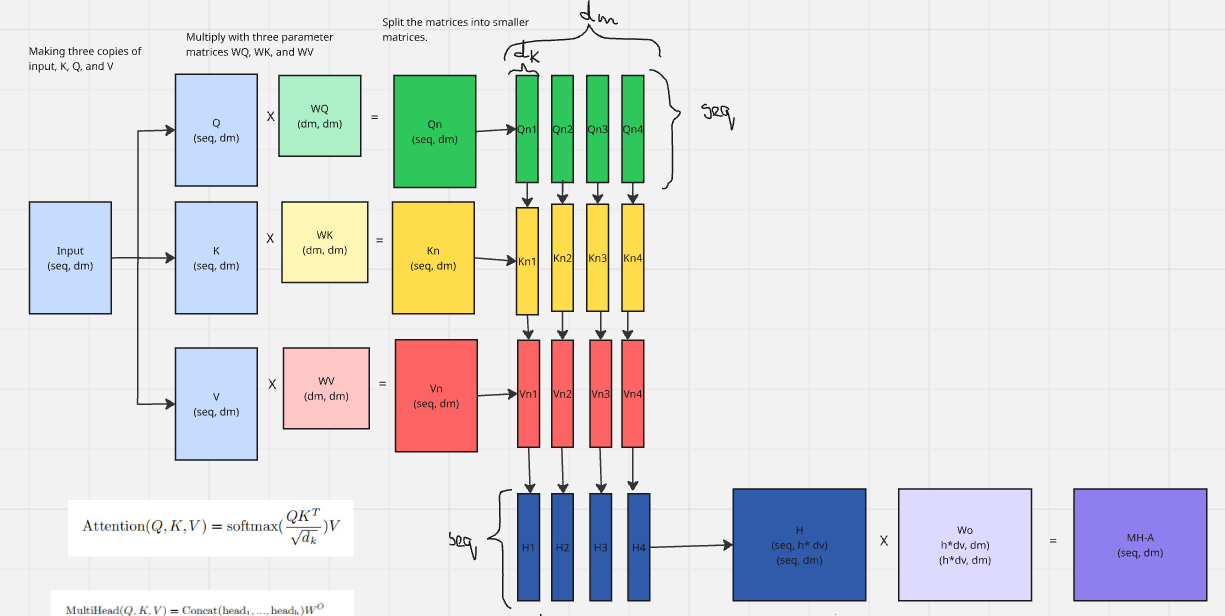 Making three copies of
input, K, Q, and V
Multiply with three parameter
matrices WQ, WK, and WV
Split the matrices into smaller
matrices.
dm
dK
seq
Q
(seq, dm)
X
WQ
(dm, dm)
=
Qn
(seq, dm)
Qn1
Qn2
Qn3
Qn4
Input
(seq, dm)
K
(seq, dm)
X
WK
(dm, dm)
=
Kn
(seq, dm)
Kn1
Kn2
Kn3
Kn4
V
(seq, dm)
X
WV
(dm, dm)
=
Vn
(seq, dm)
Vn1
Vn2
Vn3
Vn4
Attention(Q, K, V) = softmax(QK^T/√d_k)V
seq
H1
H2
H3
H4
H
(seq, h* dv)
(seq, dm)
X
Wo
h*dv, dm)
(h*dv, dm)
=
MH-A
(seq, dm)
MultiHead(Q, K, V) = Concat(head_1, ..., head_h)W^O